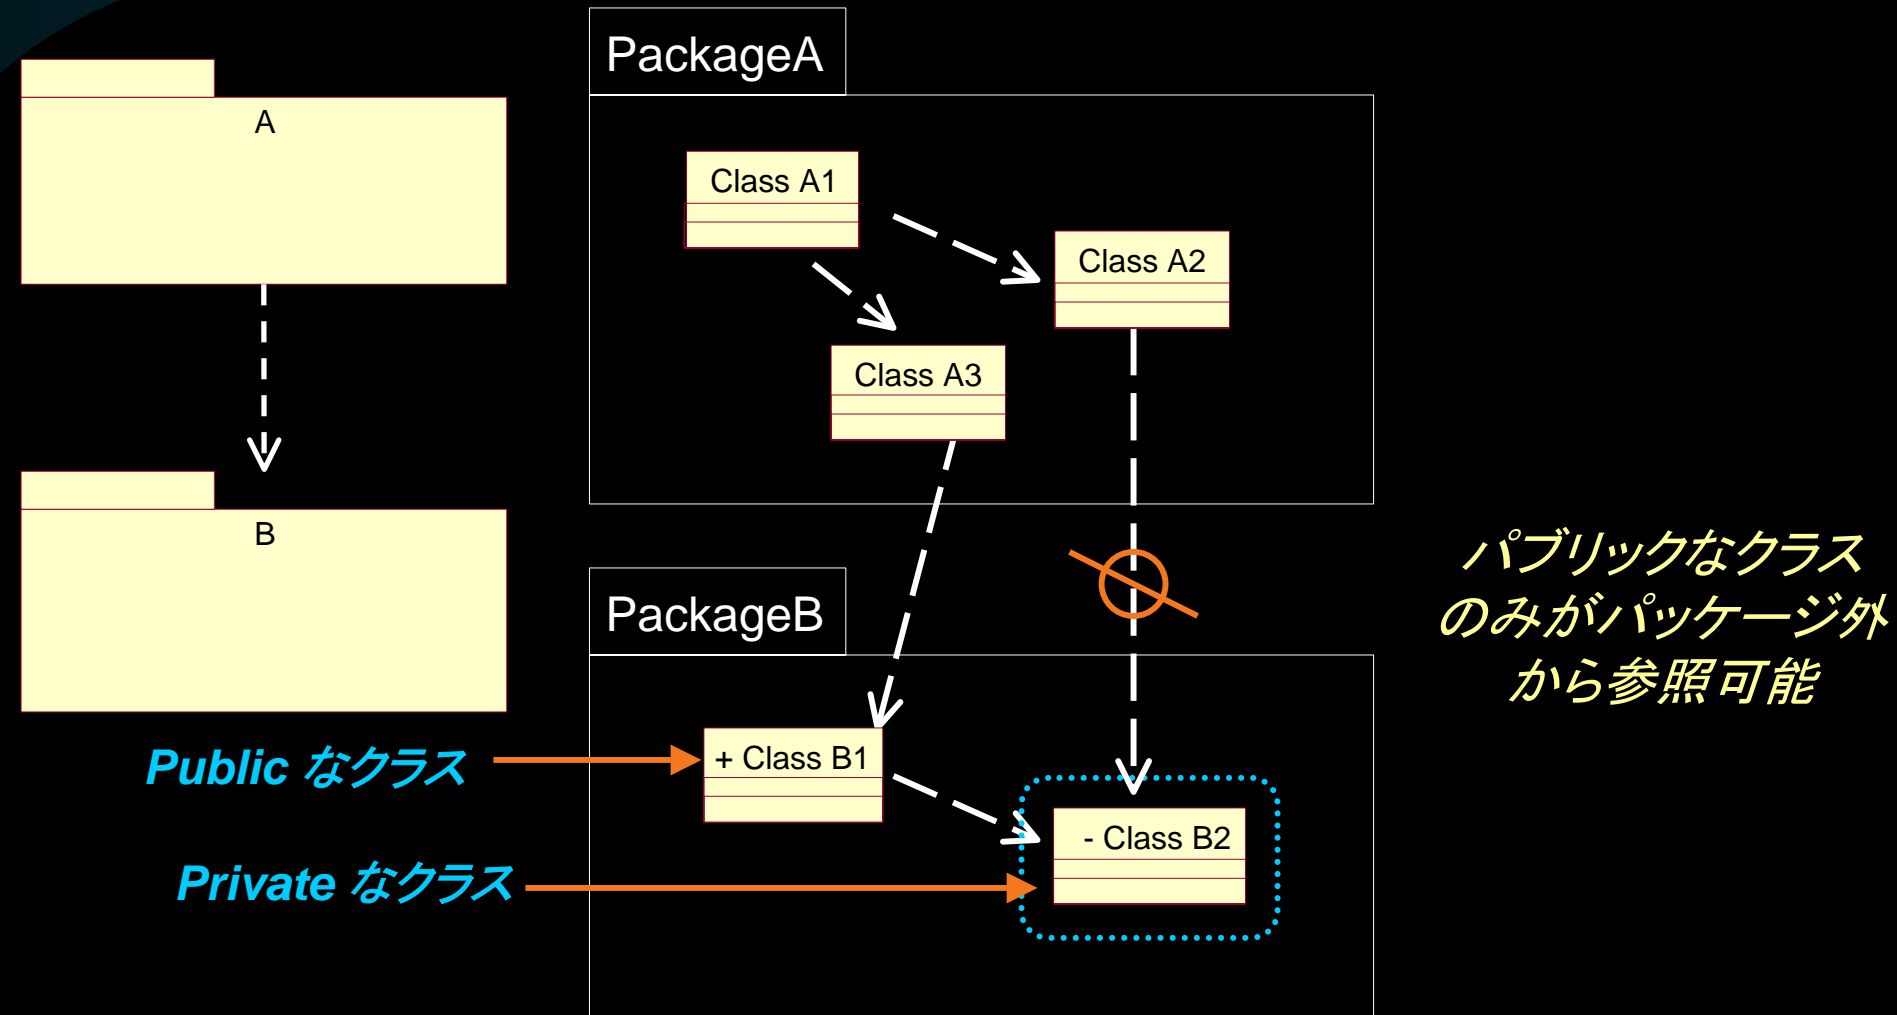 A
B
PackageA
Class A1
Class A2
Class A3
PackageB
+ Class B1
- Class B2
Public なクラス
Private なクラス
パブリックなクラス
のみがパッケージ外
から参照可能